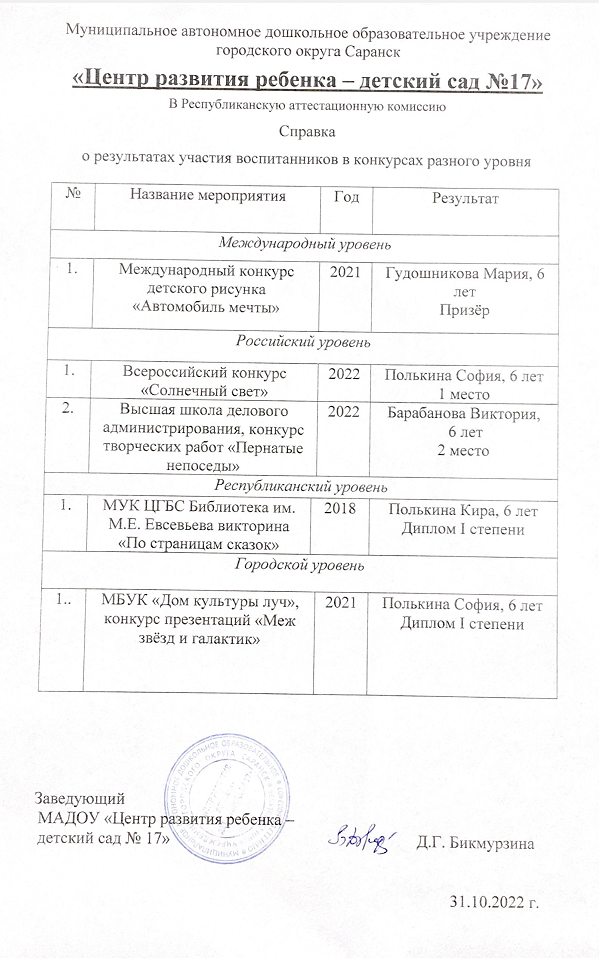 Муниципальное автономное дошкольное образовательное учреждение
городского округа Саранск
«Центр развития ребенка – детский сад №17»
В Республиканскую аттестационную комиссию
Справка
о результатах участия воспитанников в конкурсах разного уровня
№ Название мероприятия Год Результат
Международный уровень
1. Международный конкурс 2021 Гудошникова Мария, 6
детского рисунка лет
«Автомобиль мечты» Призёр
Российский уровень
1. Всероссийский конкурс 2022 Полькина София, 6 лет
«Солнечный свет» 1 место
2. Высшая школа делового 2022 Барабанова Виктория,
администрирования, конкурс 6 лет
творческих работ «Пернатые 2 место
непоседы»
Республиканский уровень
1. МУК ЦГБС Библиотека им. 2018 Полькина Кира, 6 лет
М.Е. Евсевьева викторина Диплом I степени
«По страницам сказок»
Городской уровень
1.. МБУК «Дом культуры луч», 2021 Полькина София, 6 лет
конкурс презентаций «Меж Диплом I степени
звёзд и галактик»
Заведующий
МАДОУ «Центр развития ребенка –
детский сад № 17» Д.Г. Бикмурзина
31.10.2022 г.